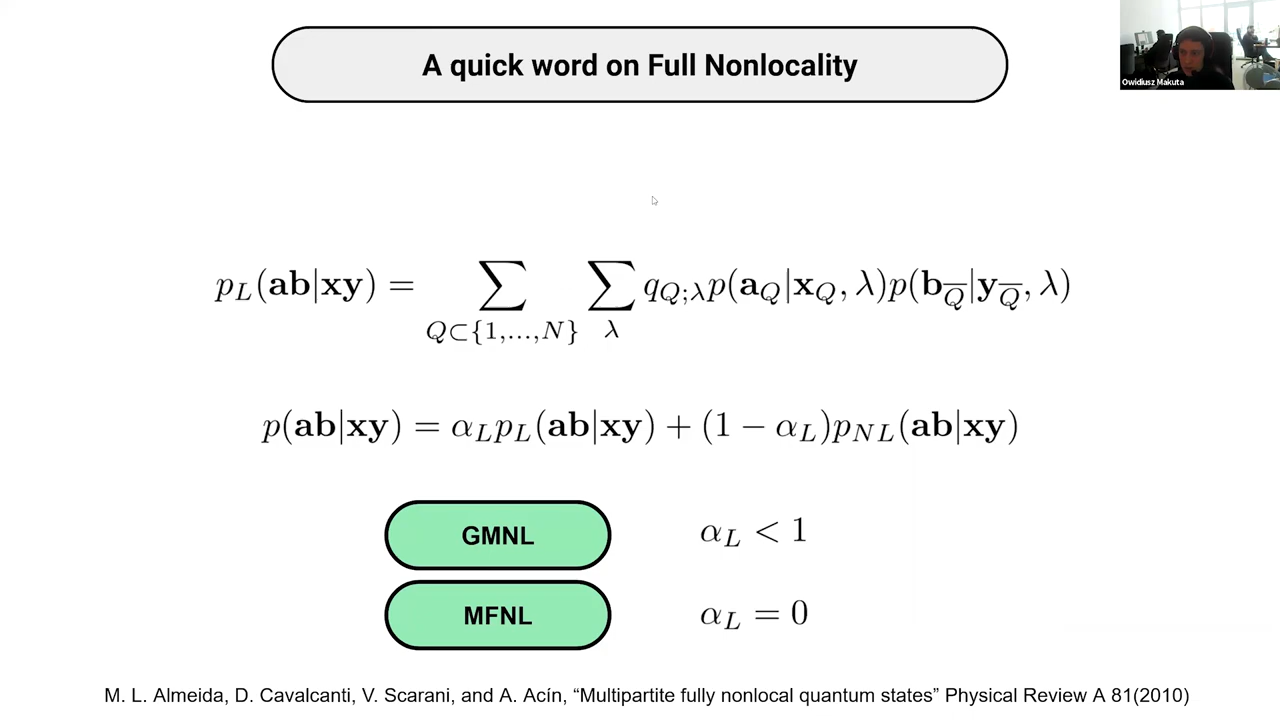 A quick word on Full Nonlocality
Owidiusz Makuta
p_L(ab|xy) = ∑_{Q⊂{1,...,N}} ∑_λ q_{Q;λ} p(a_Q|x_Q, λ)p(b_{\overline{Q}}|y_{\overline{Q}}, λ)
p(ab|xy) = α_L p_L(ab|xy) + (1 − α_L)p_{NL}(ab|xy)
GMNL α_L < 1
MFNL α_L = 0
M. L. Almeida, D. Cavalcanti, V. Scarani, and A. Acín, “Multipartite fully nonlocal quantum states” Physical Review A 81(2010)